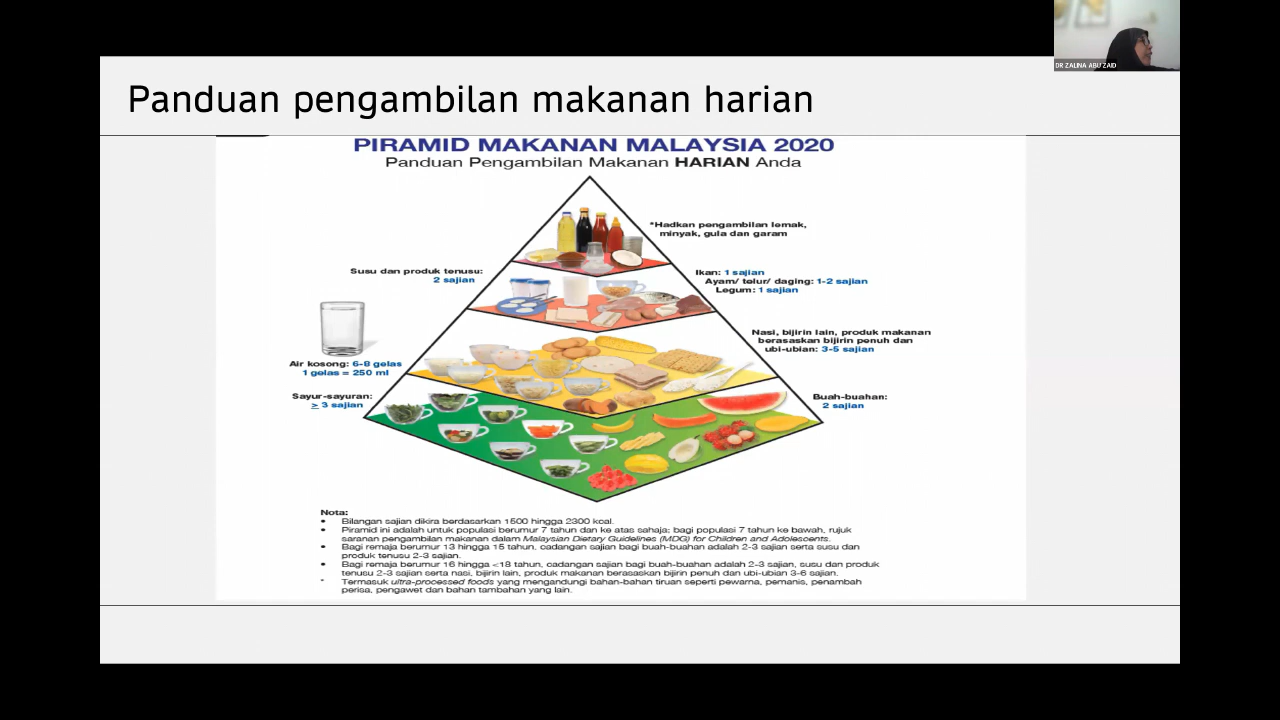 DR ZALINA ABU ZAID
Panduan pengambilan makanan harian
PIRAMID MAKANAN MALAYSIA 2020
Panduan Pengambilan Makanan HARIAN Anda
*Hadkan pengambilan lemak,
minyak, gula dan garam
Susu dan produk tenusu:
2 sajian
Ikan: 1 sajian
Ayam/ telur/ daging: 1-2 sajian
Legum: 1 sajian
Nasi, bijirin lain, produk makanan
berasaskan bijirin penuh dan
ubi-ubian: 3-5 sajian
Air kosong: 6-8 gelas
1 gelas = 250 ml
Sayur-sayuran:
≥ 3 sajian
Buah-buahan:
2 sajian
Nota:
• Bilangan sajian dikira berdasarkan 1500 hingga 2300 kcal.
• Piramid ini adalah untuk populasi berumur 7 tahun dan ke atas sahaja; bagi populasi 7 tahun ke bawah, rujuk
saranan pengambilan makanan dalam Malaysian Dietary Guidelines (MDG) for Children and Adolescents.
• Bagi remaja berumur 13 hingga 15 tahun, cadangan sajian bagi buah-buahan adalah 2-3 sajian serta susu dan
produk tenusu 2-3 sajian.
• Bagi remaja berumur 16 hingga <18 tahun, cadangan sajian bagi buah-buahan adalah 2-3 sajian, susu dan produk
tenusu 2-3 sajian serta nasi, bijirin lain, produk makanan berasaskan bijirin penuh dan ubi-ubian 3-6 sajian.
* Termasuk ultra-processed foods yang mengandungi bahan-bahan tiruan seperti pewarna, pemanis, penambah
perisa, pengawet dan bahan tambahan yang lain.